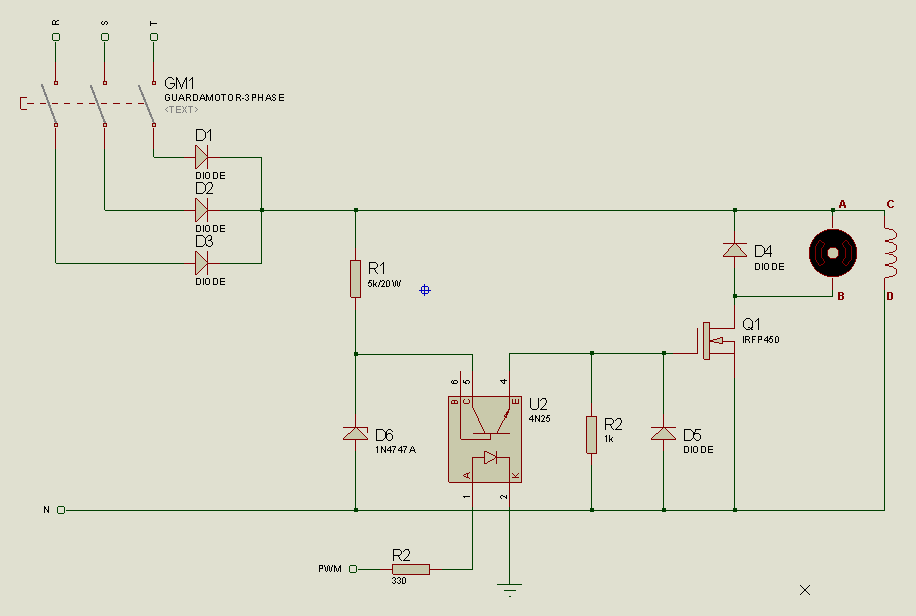 R S T
GM1
GUARDAMOTOR-3PHASE
<TEXT>
D1
DIODE
D2
DIODE
D3
DIODE
A C
D4
DIODE
B D
R1
5k/20W
Q1
IRFP450
6 5 4
B C E
U2
4N25
D6
1N4747A
R2
1k
D5
DIODE
A K
1 2
N
R2
PWM
330